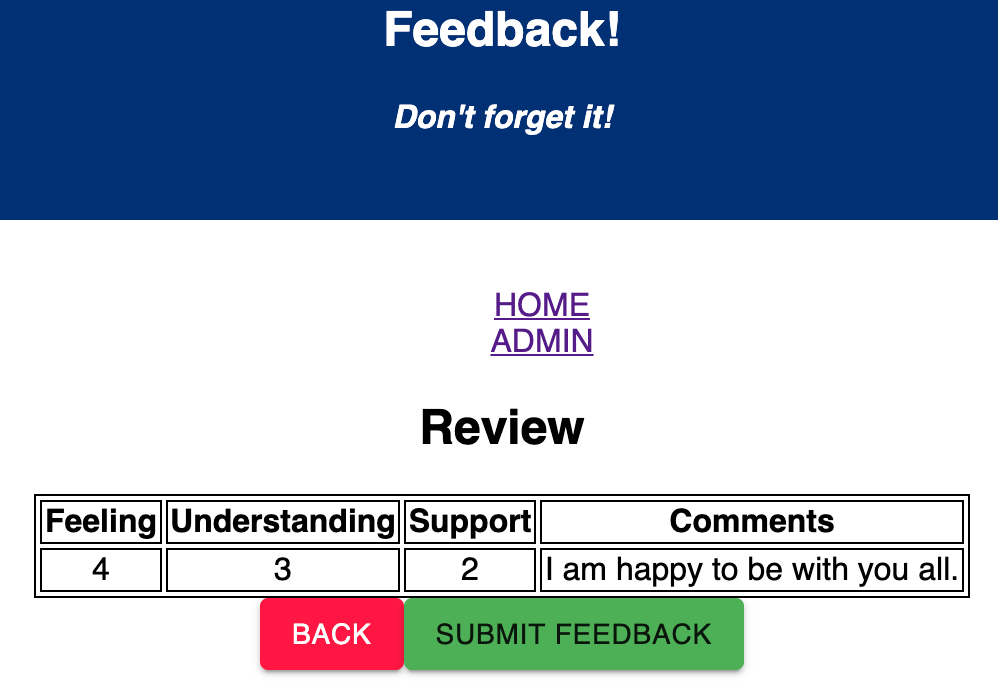 Feedback!
Don't forget it!
HOME
ADMIN
Review
Feeling Understanding Support Comments
4 3 2 I am happy to be with you all.
BACK SUBMIT FEEDBACK